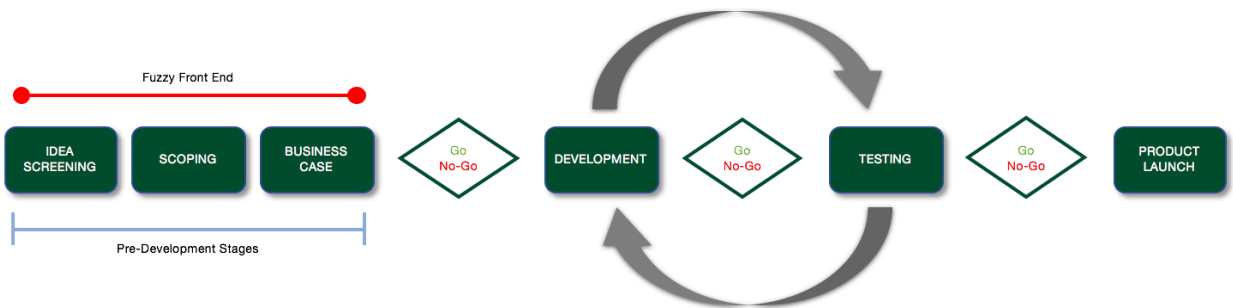 Fuzzy Front End
IDEA
SCREENING
SCOPING
BUSINESS
CASE
Go
No-Go
DEVELOPMENT
Go
No-Go
TESTING
Go
No-Go
PRODUCT
LAUNCH
Pre-Development Stages